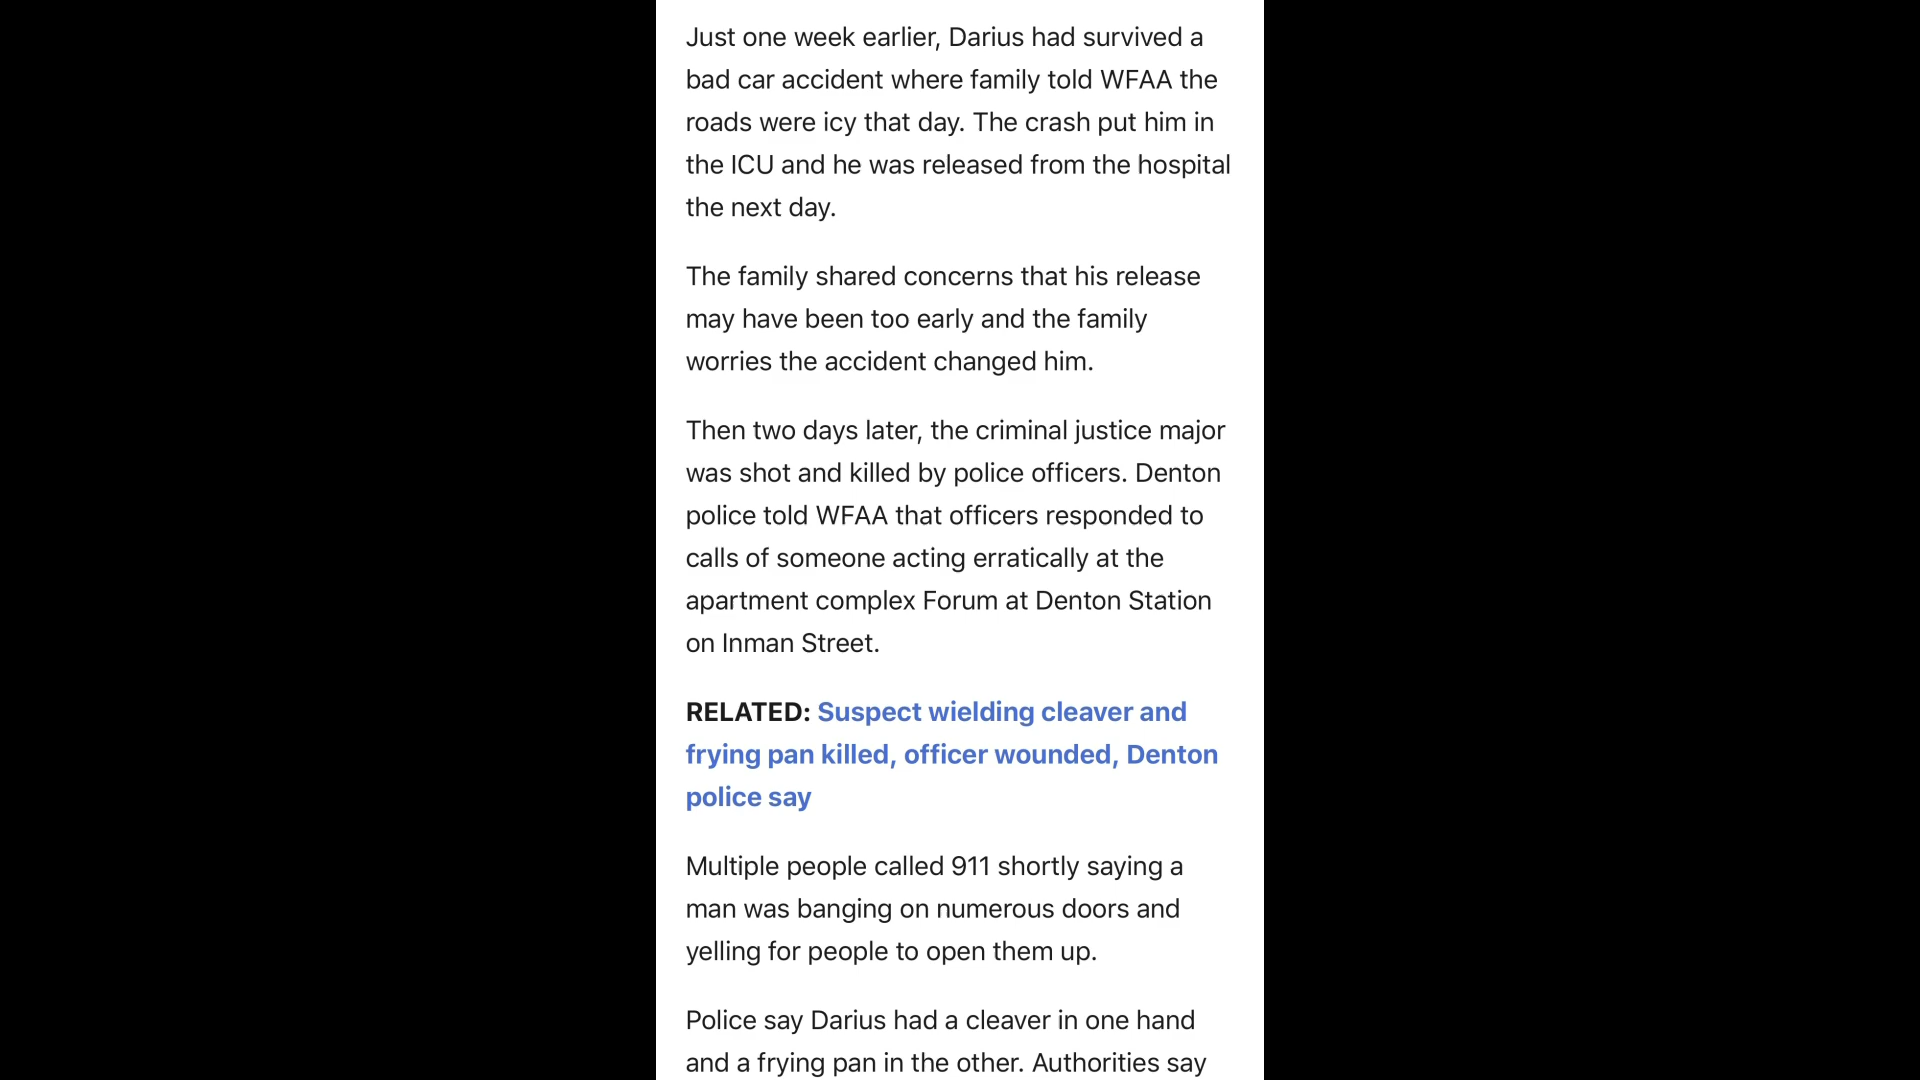 Just one week earlier, Darius had survived a
bad car accident where family told WFAA the
roads were icy that day. The crash put him in
the ICU and he was released from the hospital
the next day.
The family shared concerns that his release
may have been too early and the family
worries the accident changed him.
Then two days later, the criminal justice major
was shot and killed by police officers. Denton
police told WFAA that officers responded to
calls of someone acting erratically at the
apartment complex Forum at Denton Station
on Inman Street.
RELATED: Suspect wielding cleaver and
frying pan killed, officer wounded, Denton
police say
Multiple people called 911 shortly saying a
man was banging on numerous doors and
yelling for people to open them up.
Police say Darius had a cleaver in one hand
and a frying pan in the other. Authorities say